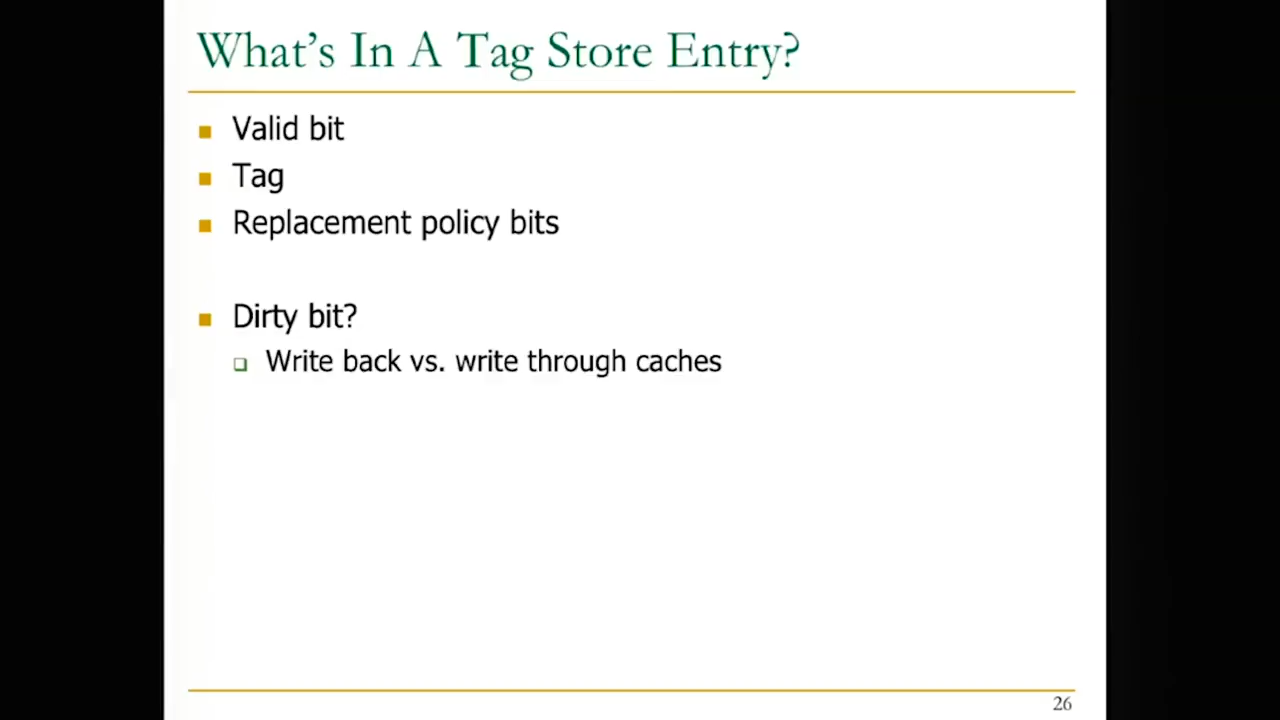 What's In A Tag Store Entry?
Valid bit
Tag
Replacement policy bits
Dirty bit?
Write back vs. write through caches
26